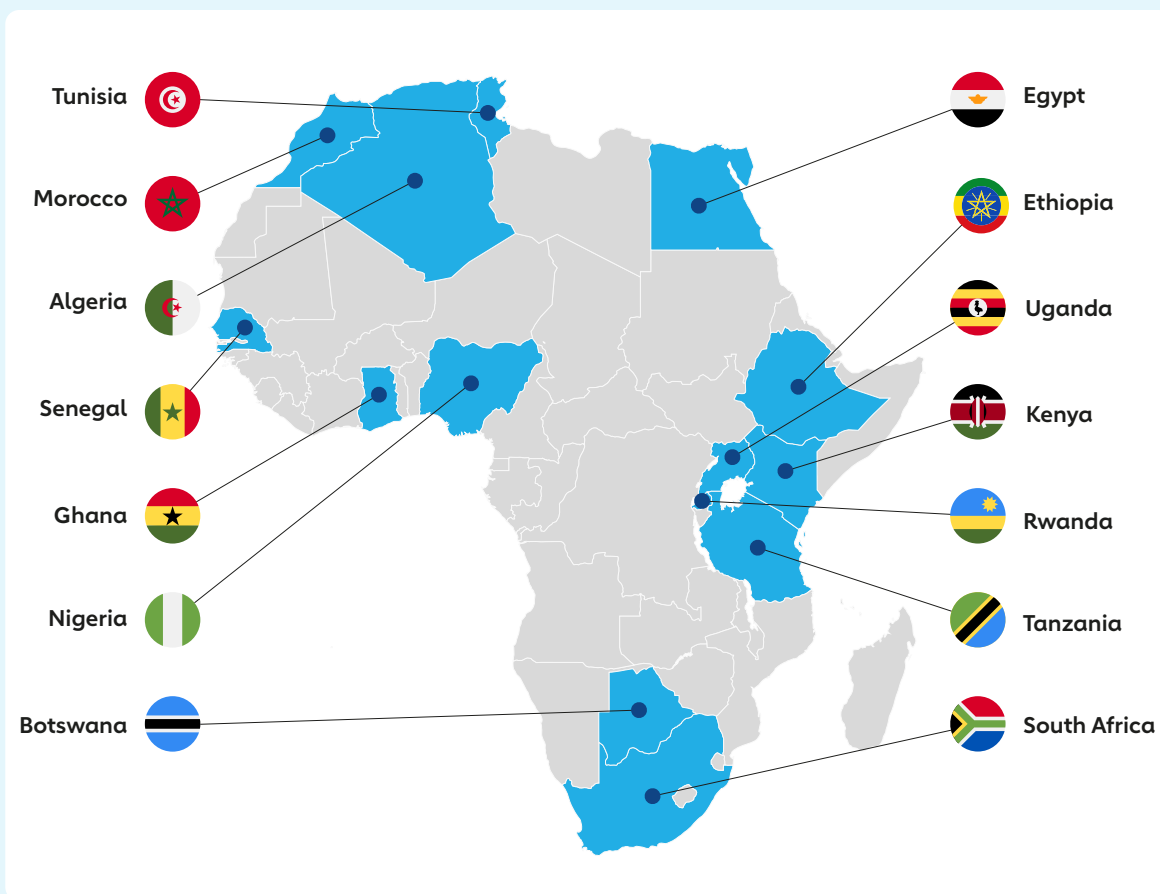 Tunisia
Morocco
Algeria
Senegal
Ghana
Nigeria
Botswana
Egypt
Ethiopia
Uganda
Kenya
Rwanda
Tanzania
South Africa